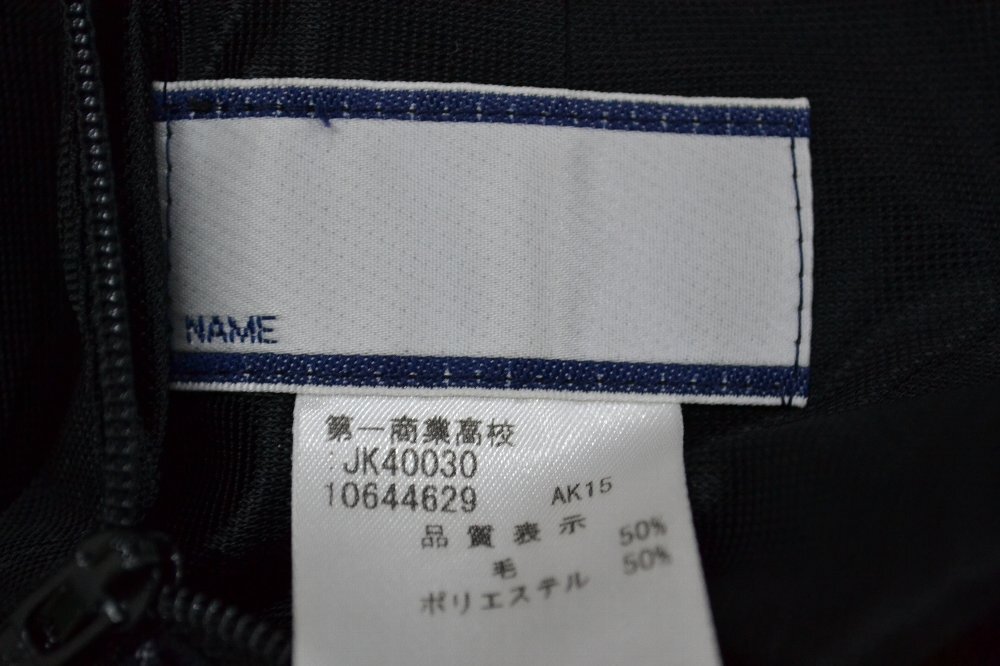 NAME
第一商業高校
:JK40030
10644629 AK15
品質表示
毛 50%
ポリエステル 50%